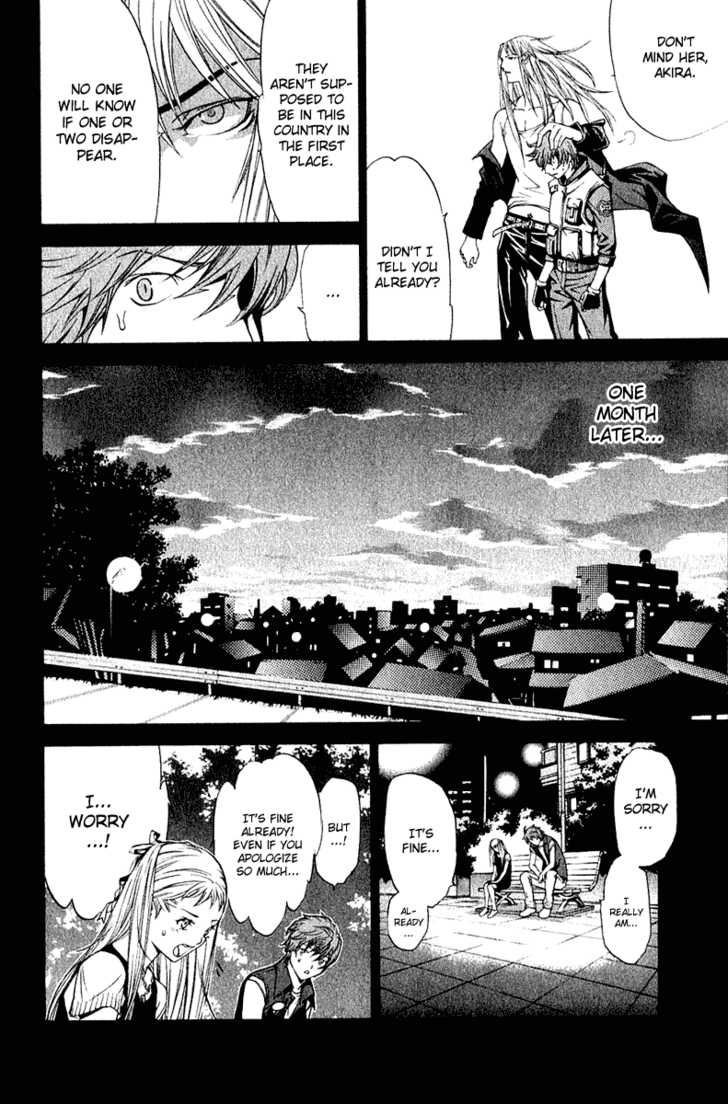 DON'T
MIND HER,
AKIRA.
THEY
AREN'T SUP-
POSED TO
BE IN THIS
COUNTRY IN
THE FIRST
PLACE.
NO ONE
WILL KNOW
IF ONE OR
TWO DISAP-
PEAR.
DIDN'T I
TELL YOU
ALREADY?
...
ONE
MONTH
LATER...
I'M
SORRY
...
I
REALLY
AM...
IT'S
FINE...
AL-
READY
...
BUT
...!
IT'S FINE
ALREADY!
EVEN IF YOU
APOLOGIZE
SO MUCH...
I...
WORRY
...!